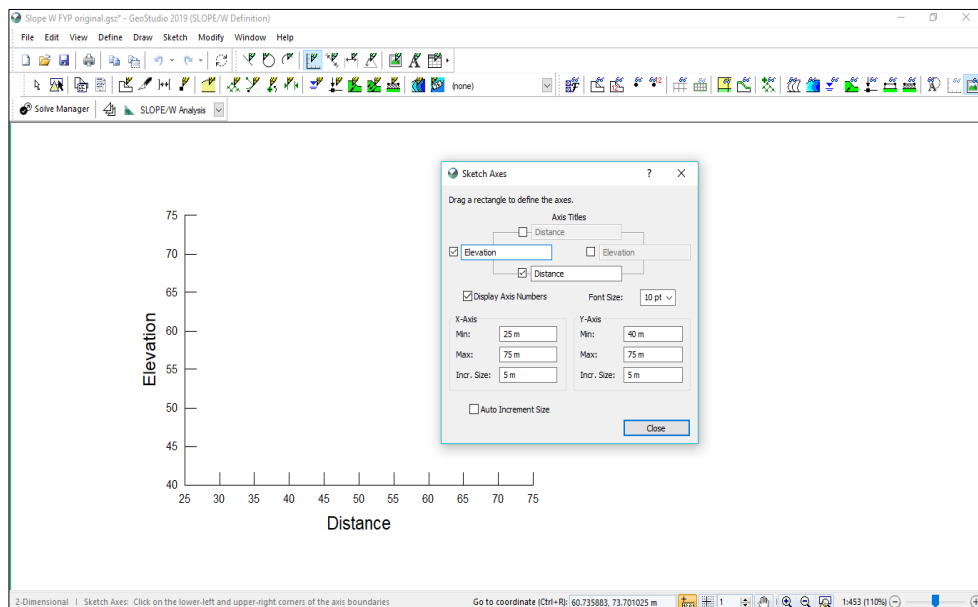 Slope W FYP original.gsz* - GeoStudio 2019 (SLOPE/W Definition)
File Edit View Define Draw Sketch Modify Window Help
(none)
Solve Manager SLOPE/W Analysis
Sketch Axes ? X
Drag a rectangle to define the axes.
Axis Titles
Distance
Elevation Elevation
Distance
Display Axis Numbers Font Size: 10 pt
X-Axis Y-Axis
Min: 25 m Min: 40 m
Max: 75 m Max: 75 m
Incr. Size: 5 m Incr. Size: 5 m
Auto Increment Size
Close
75
70
65
60
55
50
45
40
Elevation
25 30 35 40 45 50 55 60 65 70 75
Distance
2-Dimensional | Sketch Axes: Click on the lower-left and upper-right corners of the axis boundaries Go to coordinate (Ctrl+R): 60.735883, 73.701025 m 1 1:453 (110%)